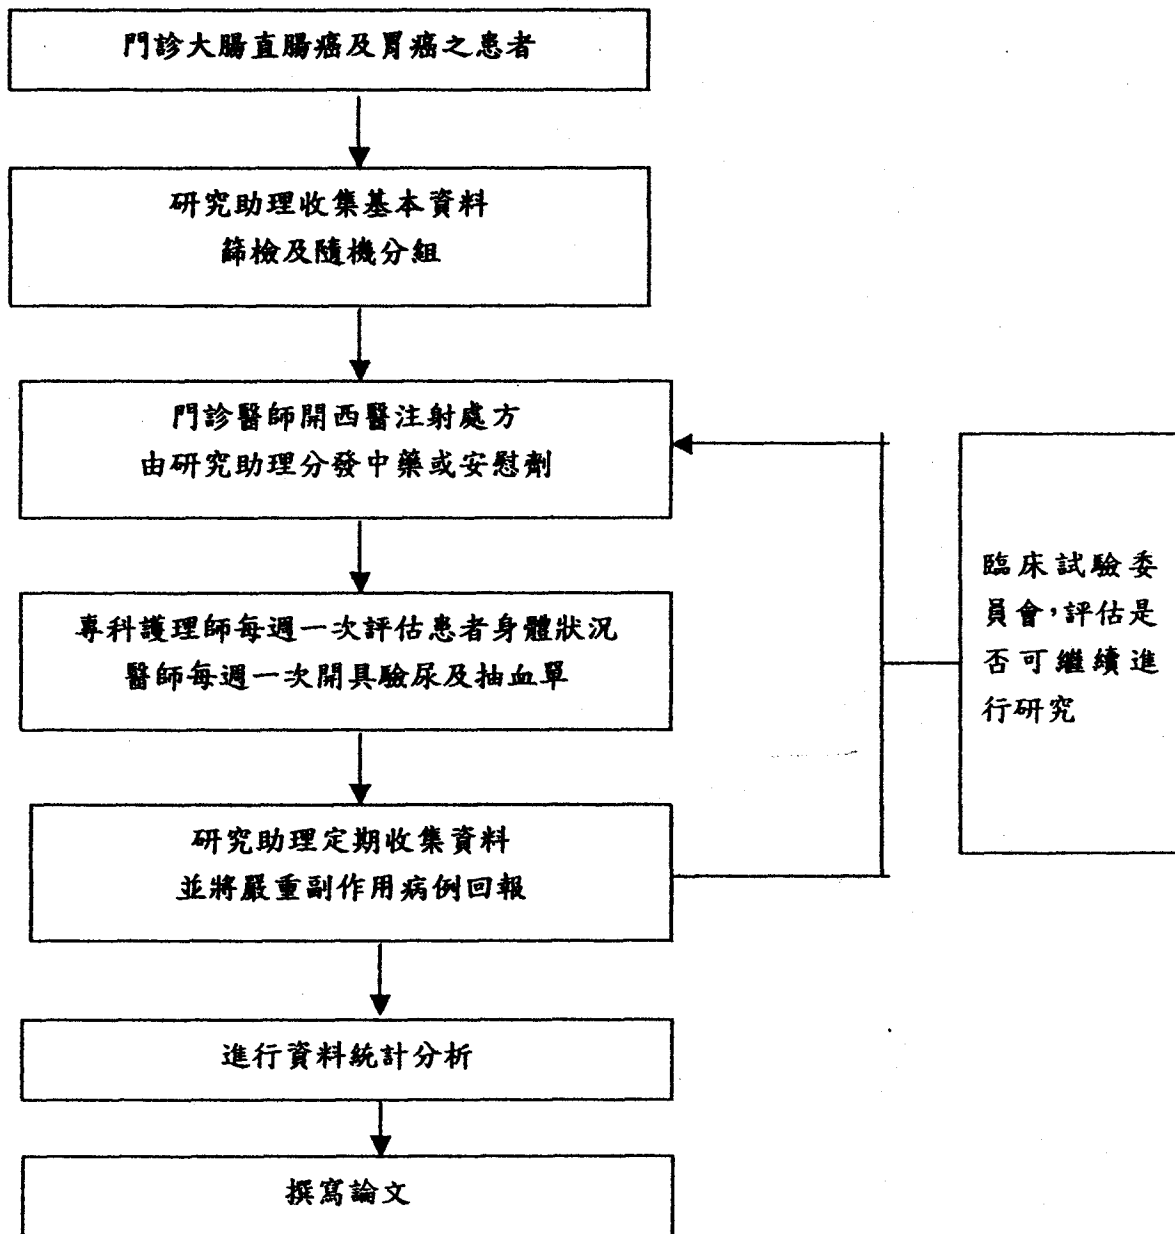 門診大腸直腸癌及胃癌之患者
研究助理收集基本資料
篩檢及隨機分組
門診醫師開西醫注射處方
由研究助理分發中藥或安慰劑
專科護理師每週一次評估患者身體狀況
醫師每週一次開具驗尿及抽血單
研究助理定期收集資料
並將嚴重副作用病例回報
進行資料統計分析
撰寫論文
臨床試驗委
員會，評估是
否可繼續進
行研究